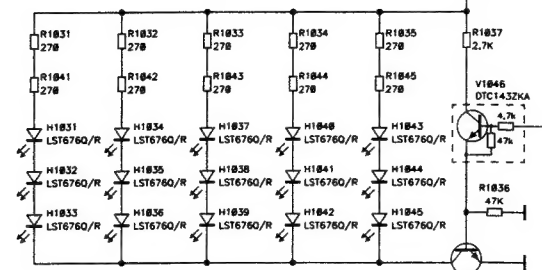 R1031
270
R1032
270
R1033
270
R1034
270
R1035
270
R1037
2.7K
R1041
270
R1042
270
R1043
270
R1044
270
R1045
270
V1046
DTC143ZKA
4.7k
47k
H1031
LST676Q/R
H1034
LST676Q/R
H1037
LST676Q/R
H1040
LST676Q/R
H1043
LST676Q/R
H1032
LST676Q/R
H1035
LST676Q/R
H1038
LST676Q/R
H1041
LST676Q/R
H1044
LST676Q/R
R1036
47K
H1033
LST676Q/R
H1036
LST676Q/R
H1039
LST676Q/R
H1042
LST676Q/R
H1045
LST676Q/R